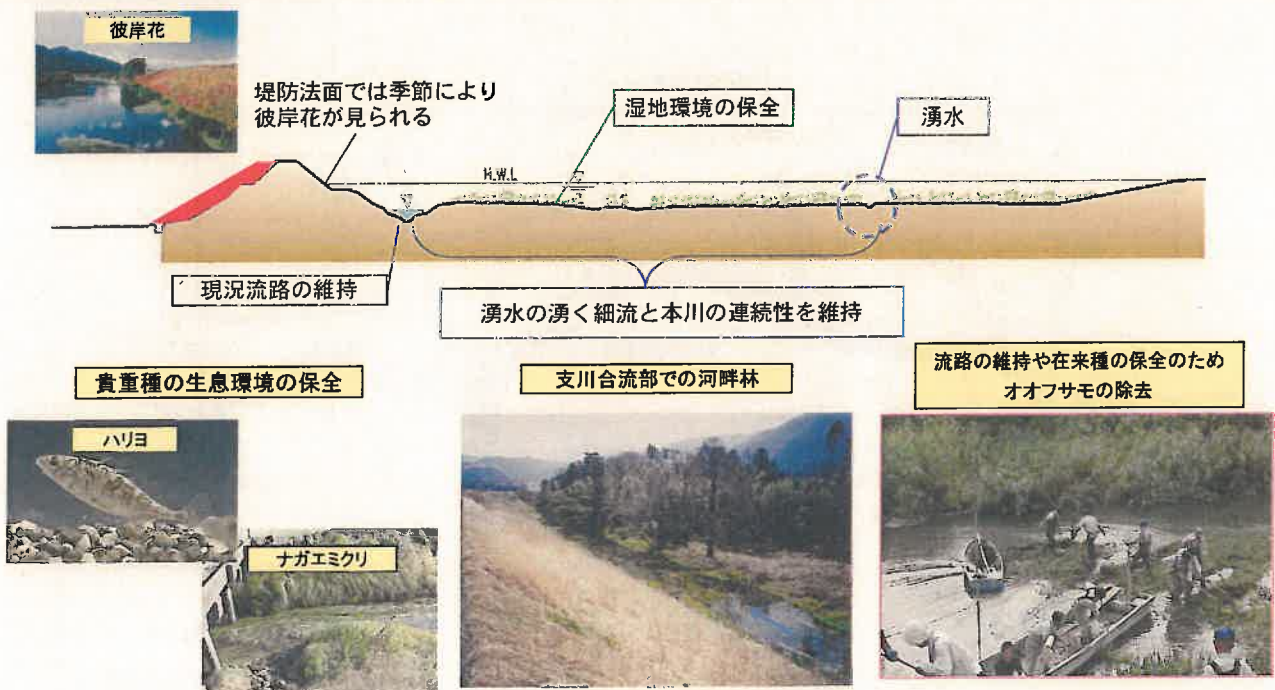 彼岸花
堤防法面では季節により
彼岸花が見られる
湿地環境の保全
湧水
H.W.L
現況流路の維持
湧水の湧く細流と本川の連続性を維持
貴重種の生息環境の保全
支川合流部での河畔林
流路の維持や在来種の保全のため
オオフサモの除去
ハリヨ
ナガエミクリ